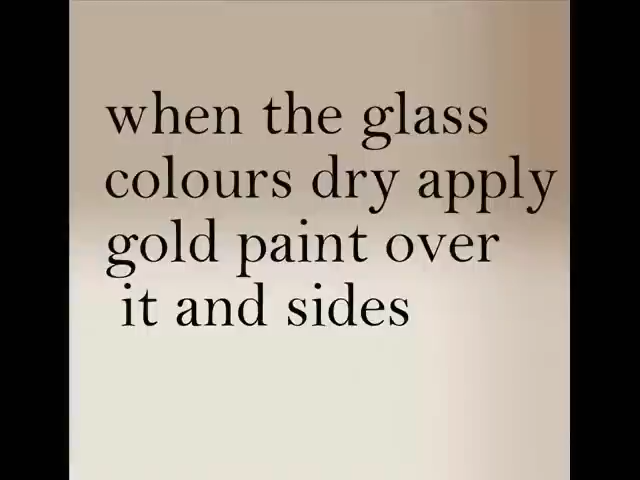 when the glass
colours dry apply
gold paint over
it and sides